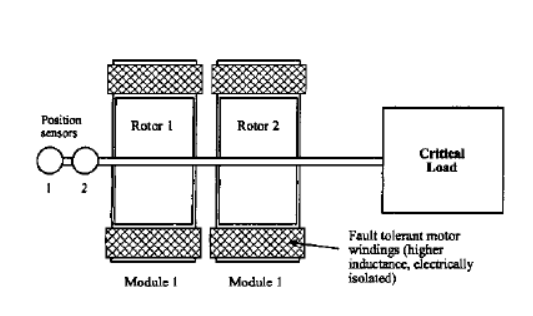 Position
sensors
1
2
Rotor 1
Rotor 2
Critical
Load
Fault tolerant motor
windings (higher
inductance, electrically
isolated)
Module 1
Module 1